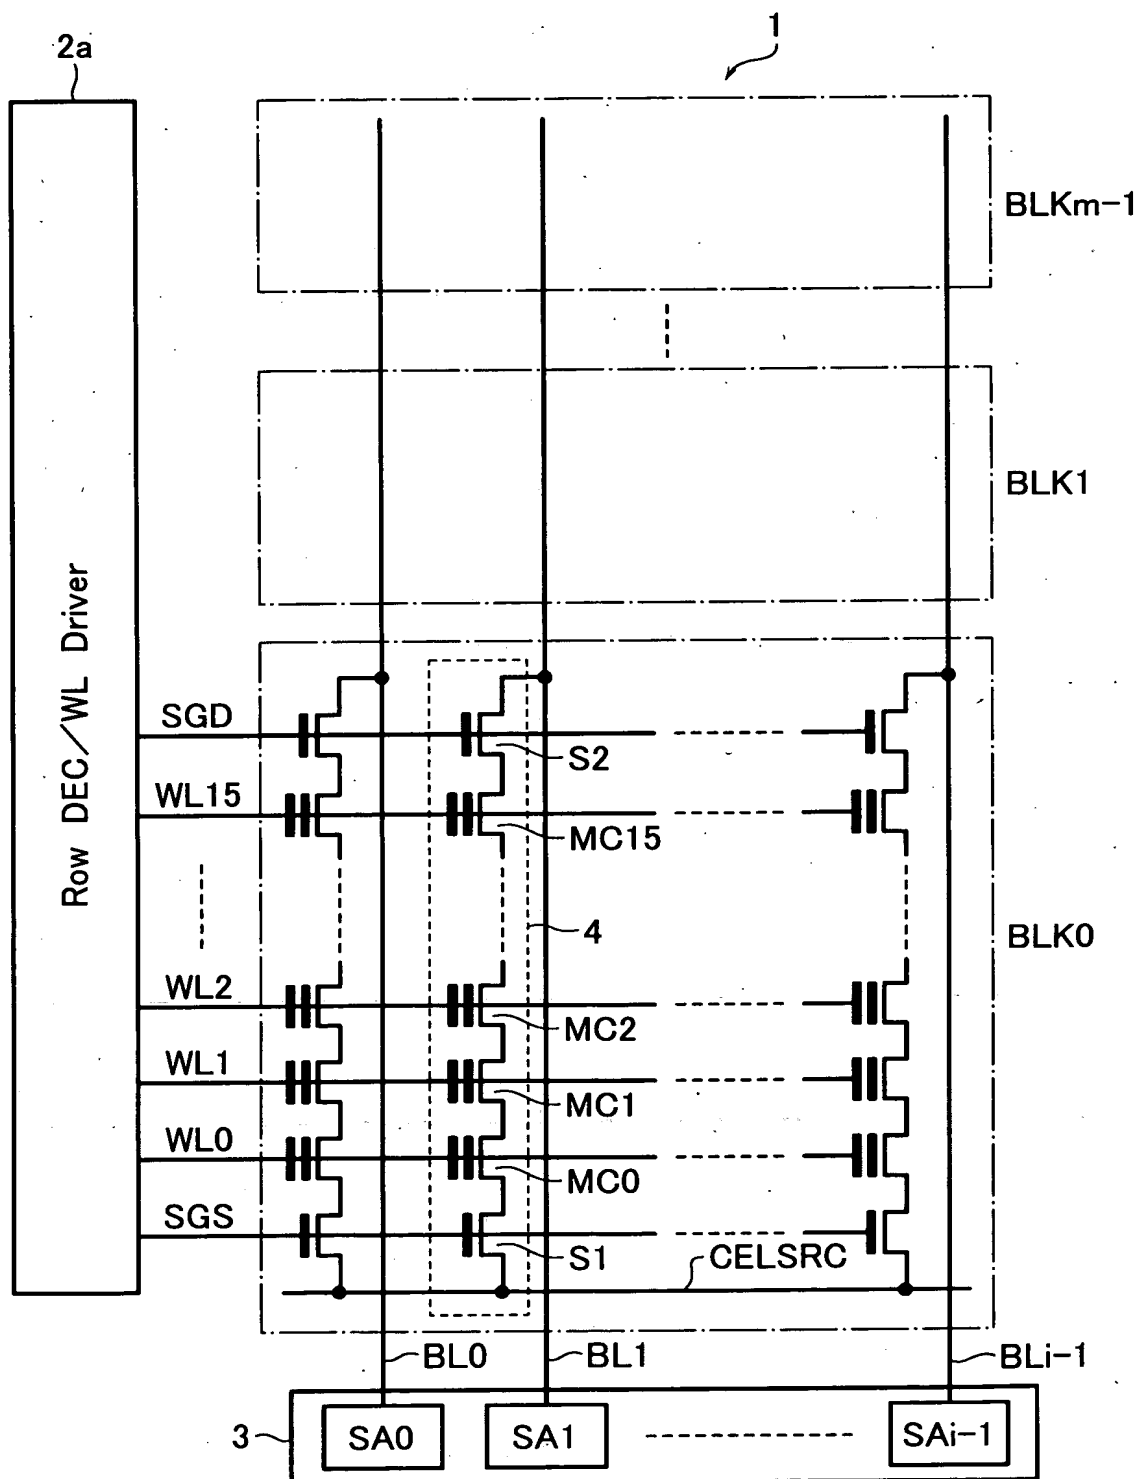 1
2a
BLKm-1
BLK1
Row DEC/WL Driver
SGD
S2
WL15
MC15
4
BLK0
WL2
MC2
WL1
MC1
WL0
MC0
SGS
S1
CELSRC
BL0
BL1
BLi-1
3
SA0
SA1
SAi-1